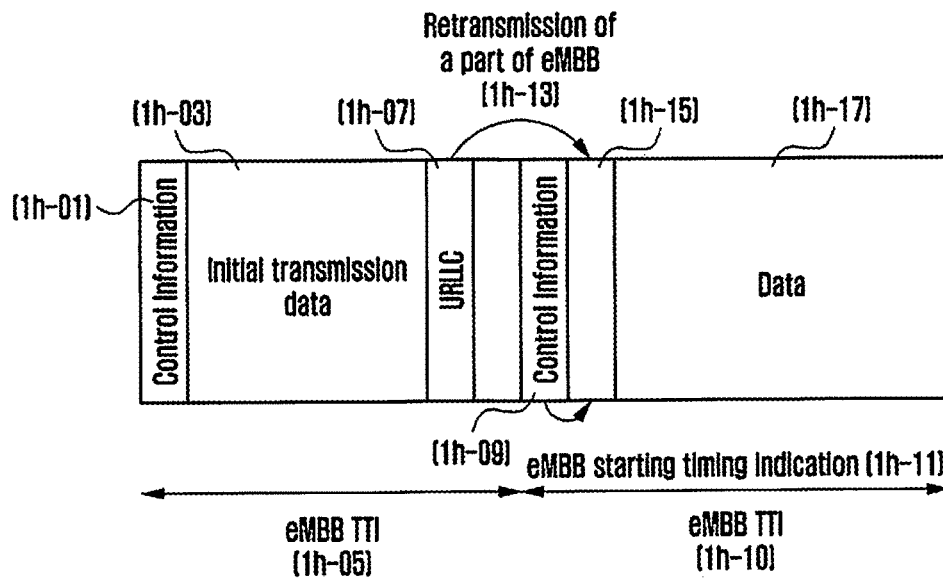 Retransmission of
a part of eMBB
(1h-13)
(1h-03)
(1h-07)
(1h-15)
(1h-17)
(1h-01)
Control Information
Initial transmission
data
URLLC
Control Information
Data
(1h-09)
eMBB starting timing indication (1h-11)
eMBB TTI
(1h-05)
eMBB TTI
(1h-10)